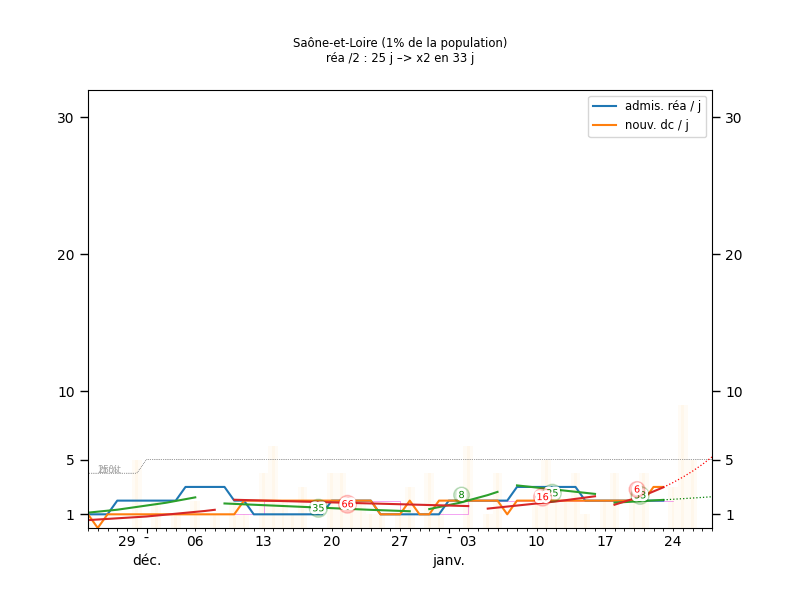 Saône-et-Loire (1% de la population)
réa /2 : 25 j –> x2 en 33 j
admis. réa / j
nouv. dc / j
30 30
20 20
10 10
5 5
1 1
8
16
6
35
66
29 06 13 20 27 03 10 17 24
déc. janv.